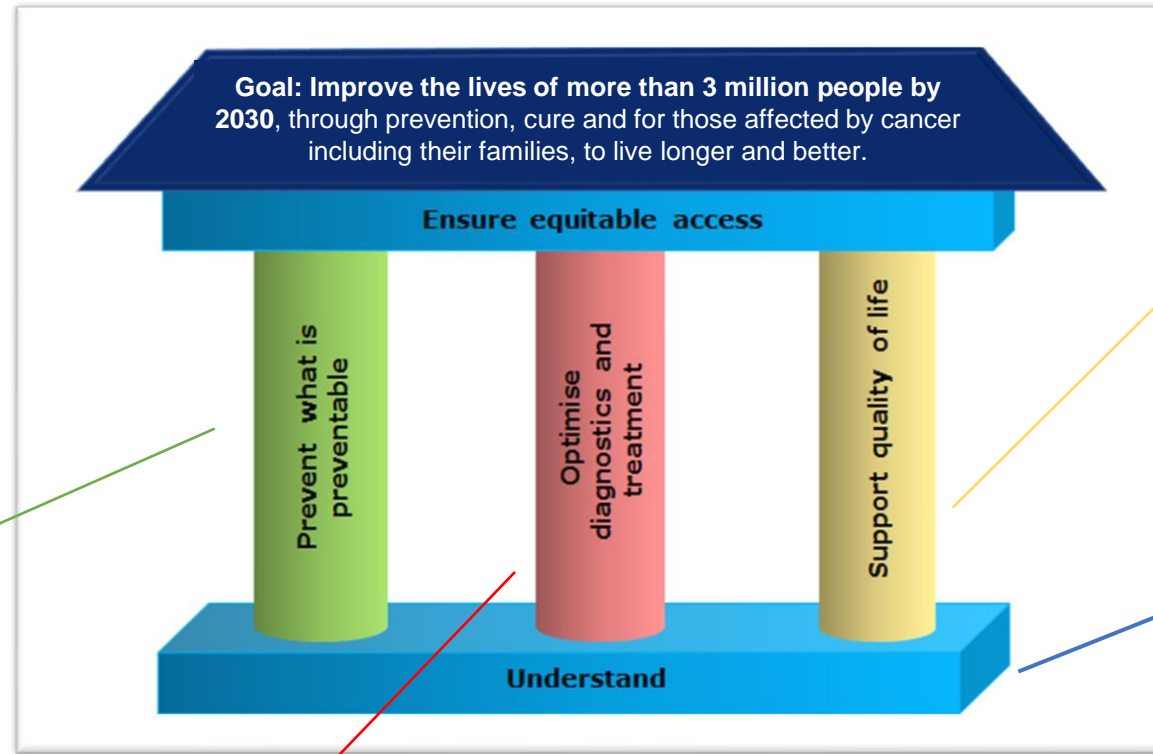 Goal: Improve the lives of more than 3 million people by
2030, through prevention, cure and for those affected by cancer
including their families, to live longer and better.
Ensure equitable access
Prevent what is
preventable
Optimise
diagnostics and
treatment
Support quality of life
Understand